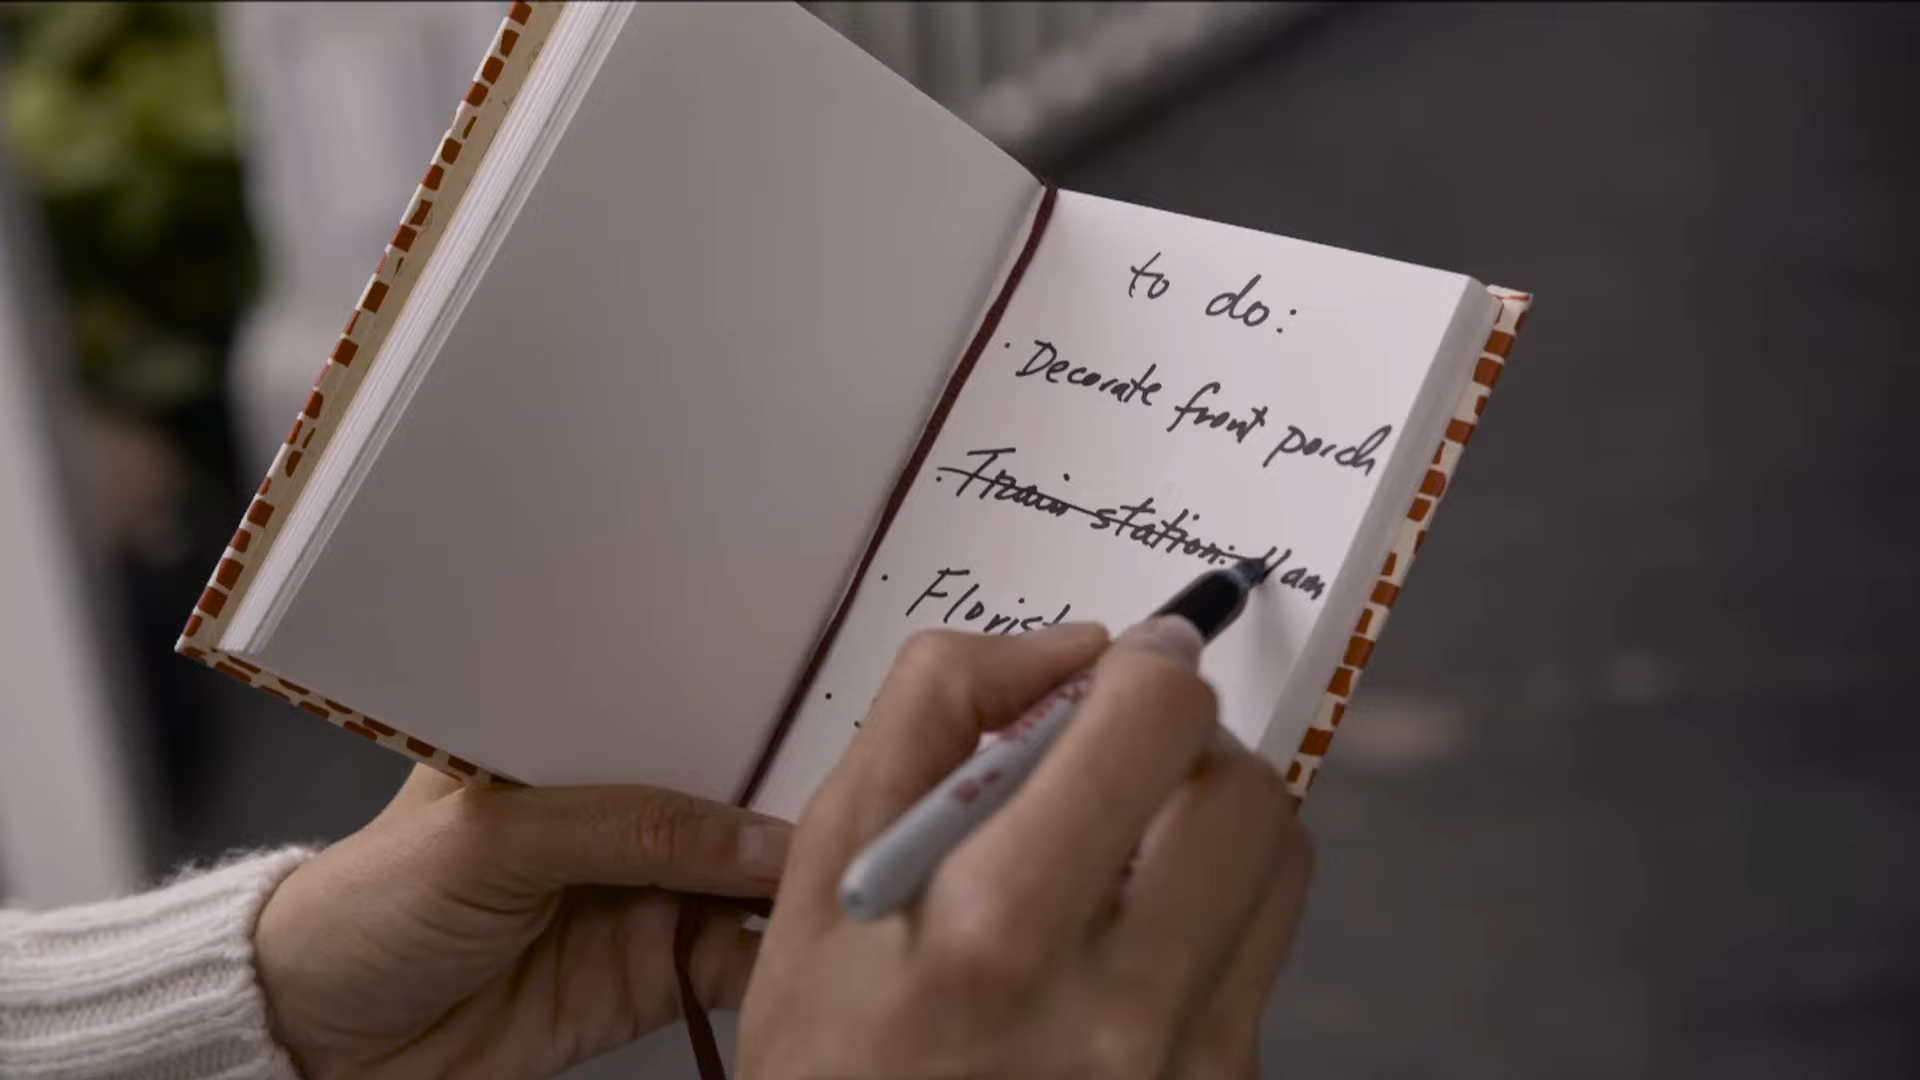 to do:
· Decorate front porch
· Train station: 11am
· Florist
·